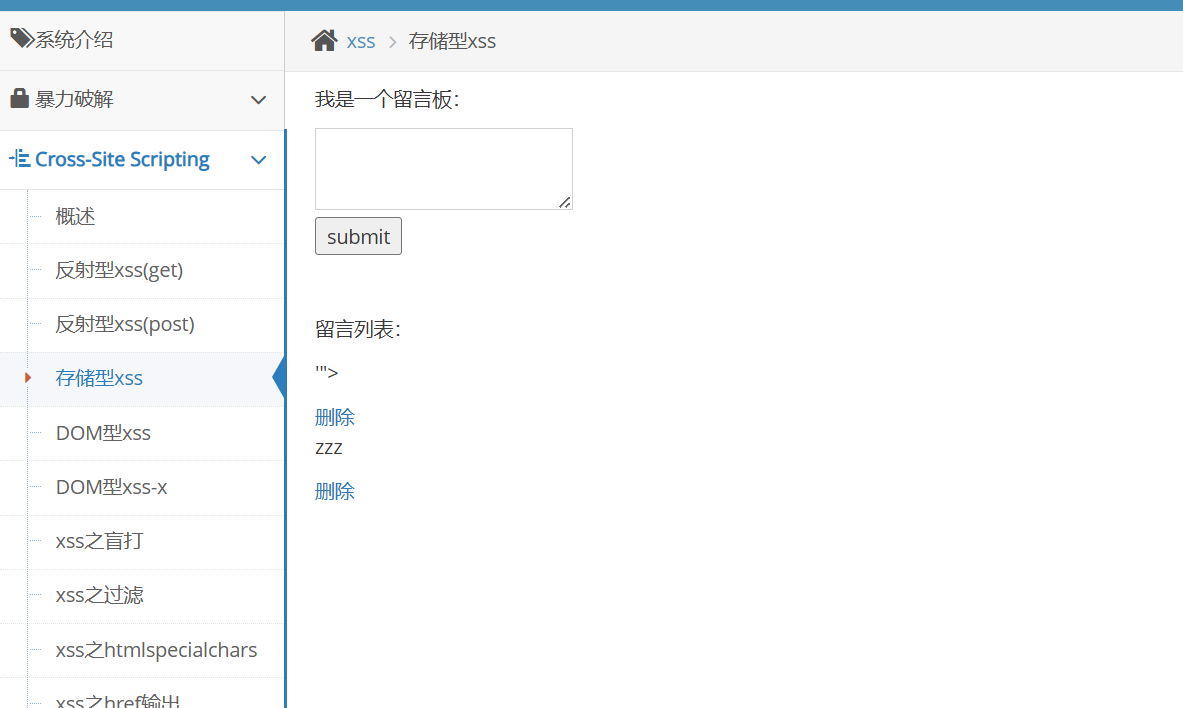 系统介绍
暴力破解
Cross-Site Scripting
概述
反射型xss(get)
反射型xss(post)
存储型xss
DOM型xss
DOM型xss-x
xss之盲打
xss之过滤
xss之htmlspecialchars
xss之href输出
xss > 存储型xss
我是一个留言板：
submit
留言列表：
'">
删除
zzz
删除